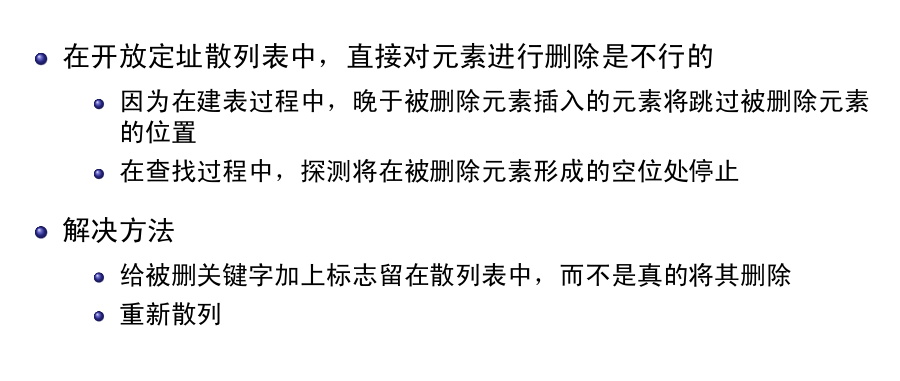 在开放定址散列表中，直接对元素进行删除是不行的
因为在建表过程中，晚于被删除元素插入的元素将跳过被删除元素
的位置
在查找过程中，探测将在被删除元素形成的空位处停止
解决方法
给被删关键字加上标志留在散列表中，而不是真的将其删除
重新散列